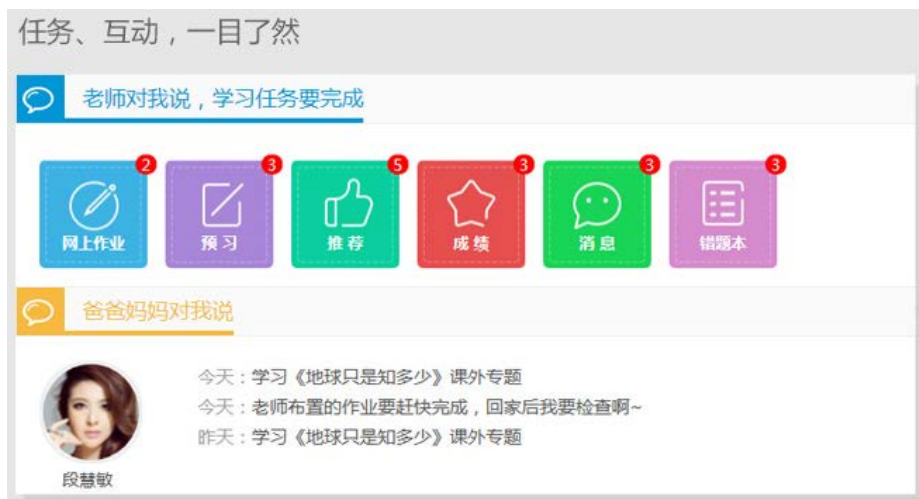 任务、互动，一目了然
老师对我说，学习任务要完成
2 3 5 3 3 3
网上作业 预习 推荐 成绩 消息 错题本
爸爸妈妈对我说
今天：学习《地球只是知多少》课外专题
今天：老师布置的作业要赶快完成，回家后我要检查啊~
昨天：学习《地球只是知多少》课外专题
段慧敏